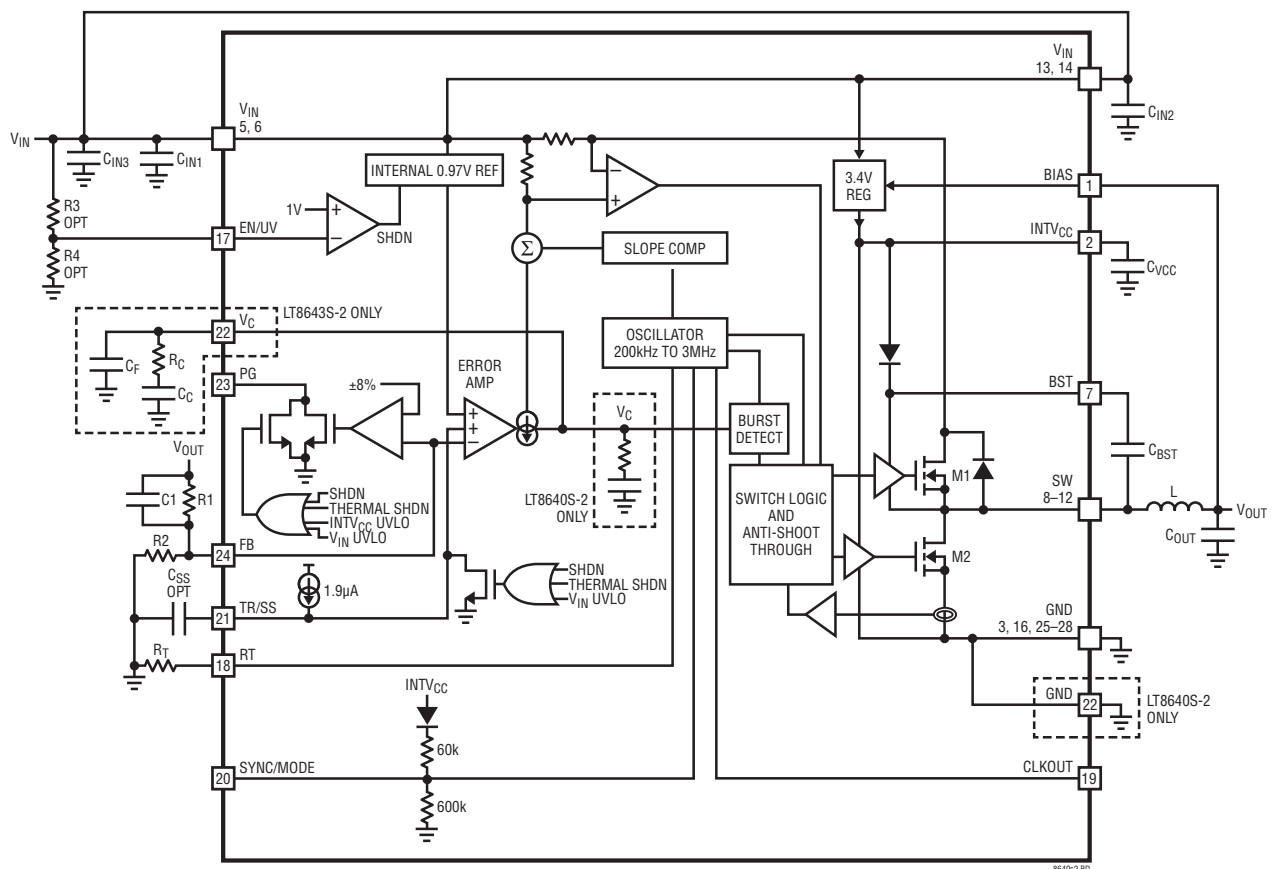 VIN
13, 14
VIN
5, 6
VIN
CIN3
CIN1
CIN2
INTERNAL 0.97V REF
3.4V
REG
BIAS
1
R3
OPT
1V
+
−
SHDN
EN/UV
17
R4
OPT
−
+
Σ
SLOPE COMP
INTVCC
2
CVCC
LT8643S-2 ONLY
VC
22
CF
RC
CC
OSCILLATOR
200kHz TO 3MHz
PG
23
±8%
ERROR
AMP
+
+
−
VC
LT8640S-2
ONLY
BURST
DETECT
BST
7
CBST
VOUT
C1
R1
SHDN
THERMAL SHDN
INTVCC UVLO
VIN UVLO
SWITCH LOGIC
AND
ANTI-SHOOT
THROUGH
M1
SW
8–12
L
VOUT
COUT
M2
R2
FB
24
CSS
OPT
1.9µA
TR/SS
21
SHDN
THERMAL SHDN
VIN UVLO
GND
3, 16, 25–28
RT
18
RT
GND
22
LT8640S-2
ONLY
INTVCC
60k
SYNC/MODE
20
600k
CLKOUT
19
8640s2 BD